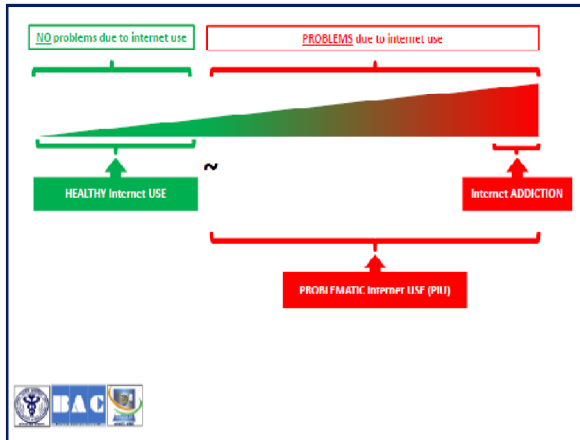 NO problems due to internet use
PROBLEMS due to internet use
~
HEALTHY Internet USE
Internet ADDICTION
PROBLEMATIC Internet USE (PIU)
BAC